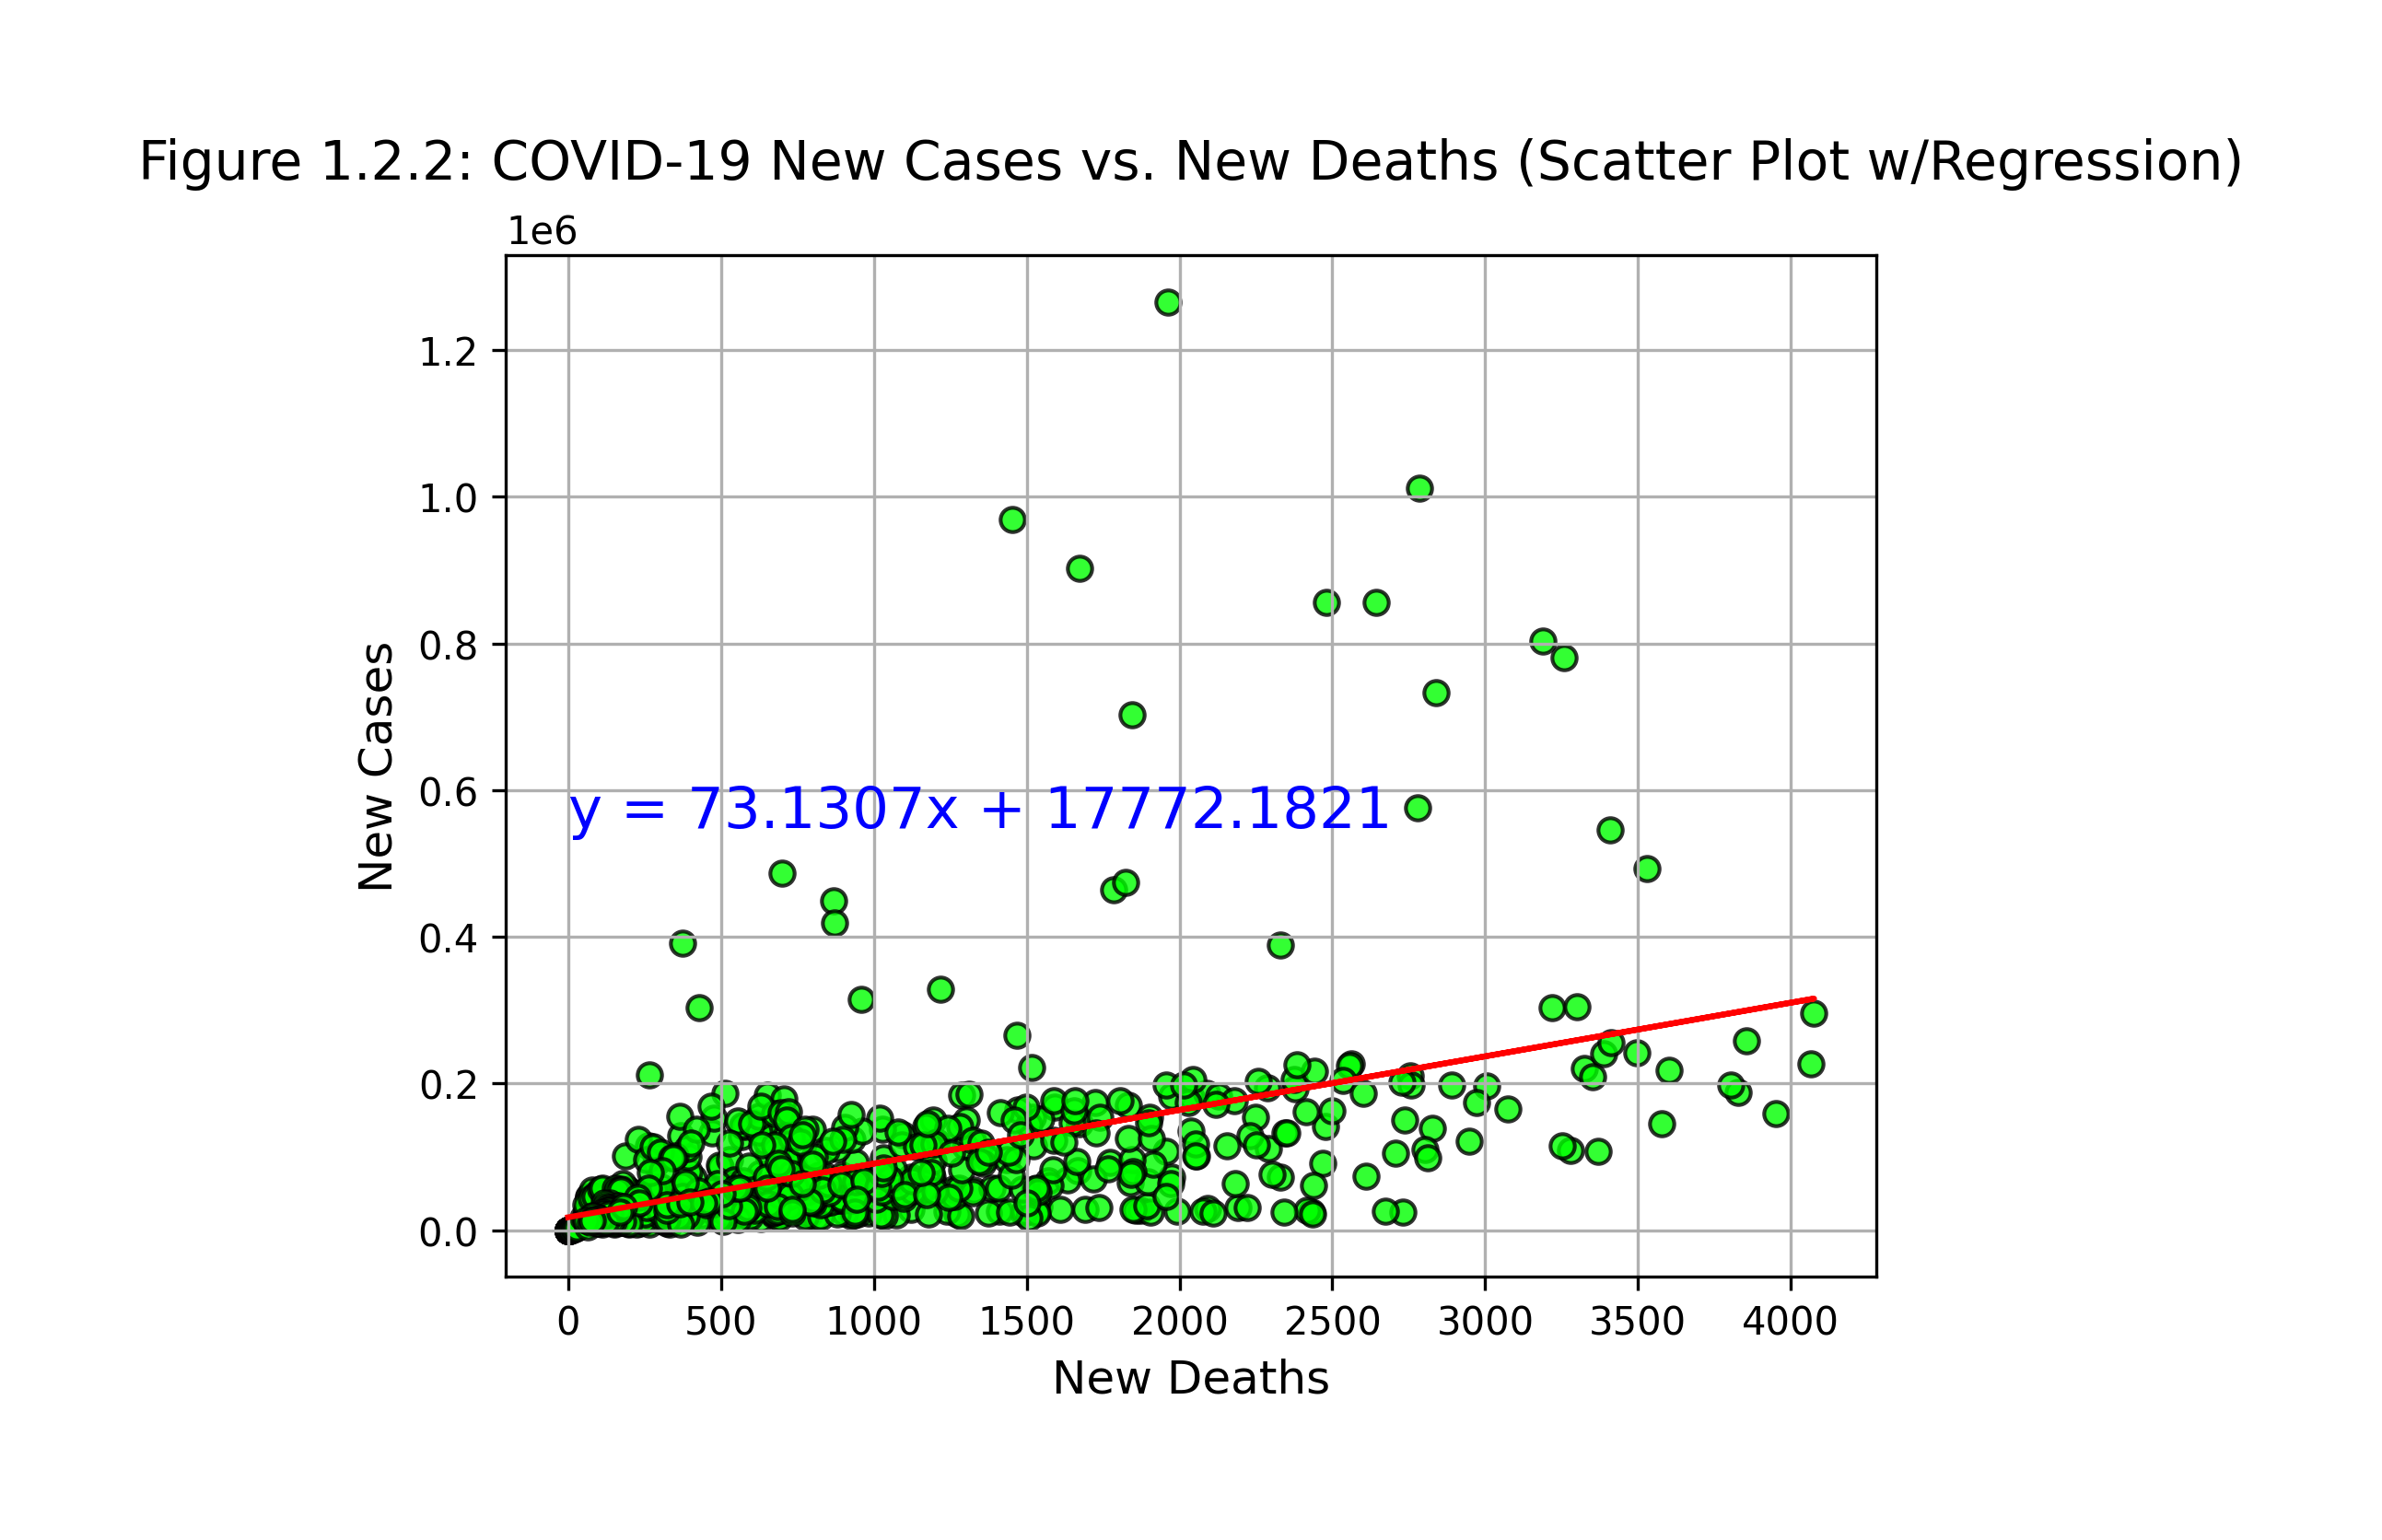 Figure 1.2.2: COVID-19 New Cases vs. New Deaths (Scatter Plot w/Regression)
1e6
1.2
1.0
0.8
0.6
0.4
0.2
0.0
New Cases
y = 73.1307x + 17772.1821
0 500 1000 1500 2000 2500 3000 3500 4000
New Deaths